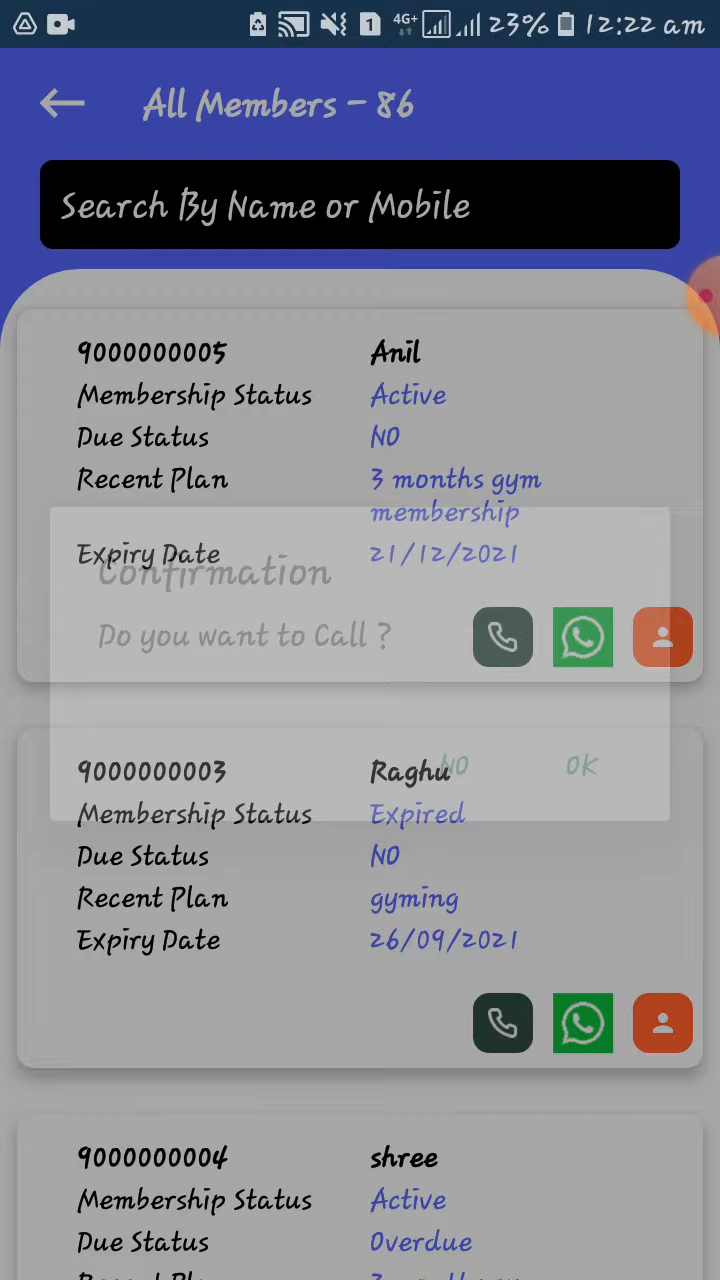 4G+ 1 23% 12:22 am
All Members - 86
Search By Name or Mobile
9000000005 Anil
Membership Status Active
Due Status NO
Recent Plan 3 months gym
membership
Expiry Date 21/12/2021
Confirmation
Do you want to Call ?
NO OK
9000000003 Raghu
Membership Status Expired
Due Status NO
Recent Plan gyming
Expiry Date 26/09/2021
9000000004 shree
Membership Status Active
Due Status Overdue